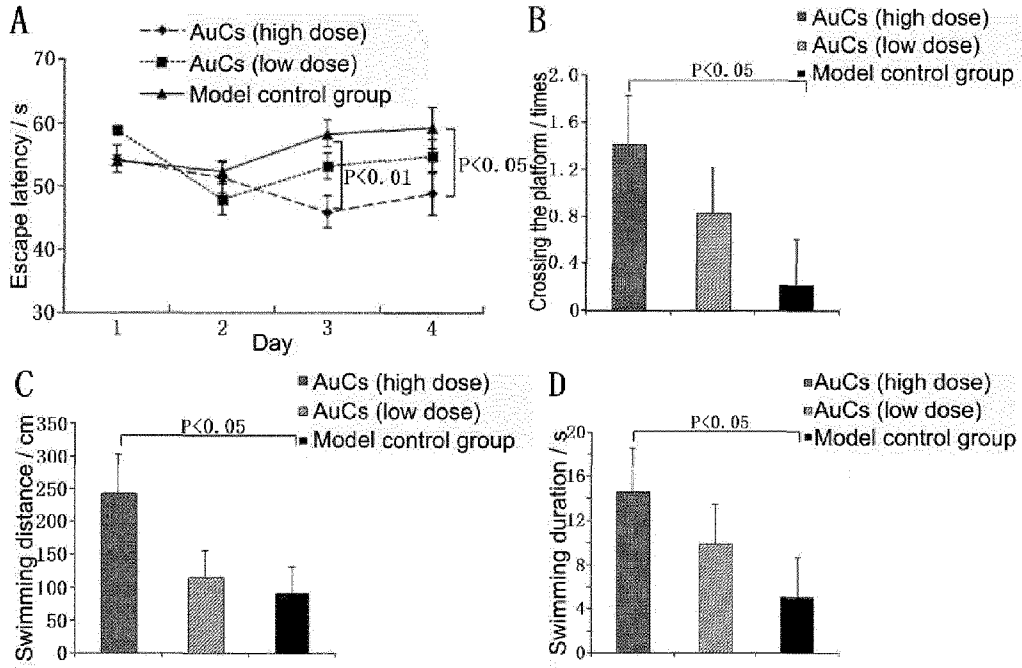 A
AuCs (high dose)
AuCs (low dose)
Model control group
70
60
50
40
30
Escape latency / s
P<0.01
P<0.05
1 2 3 4
Day
B
AuCs (high dose)
AuCs (low dose)
Model control group
P<0.05
2.0
1.6
1.2
0.8
0.4
0
Crossing the platform / times
C
AuCs (high dose)
AuCs (low dose)
Model control group
P<0.05
350
300
250
200
150
100
50
0
Swimming distance / cm
D
AuCs (high dose)
AuCs (low dose)
Model control group
P<0.05
20
16
12
8
4
0
Swimming duration / s